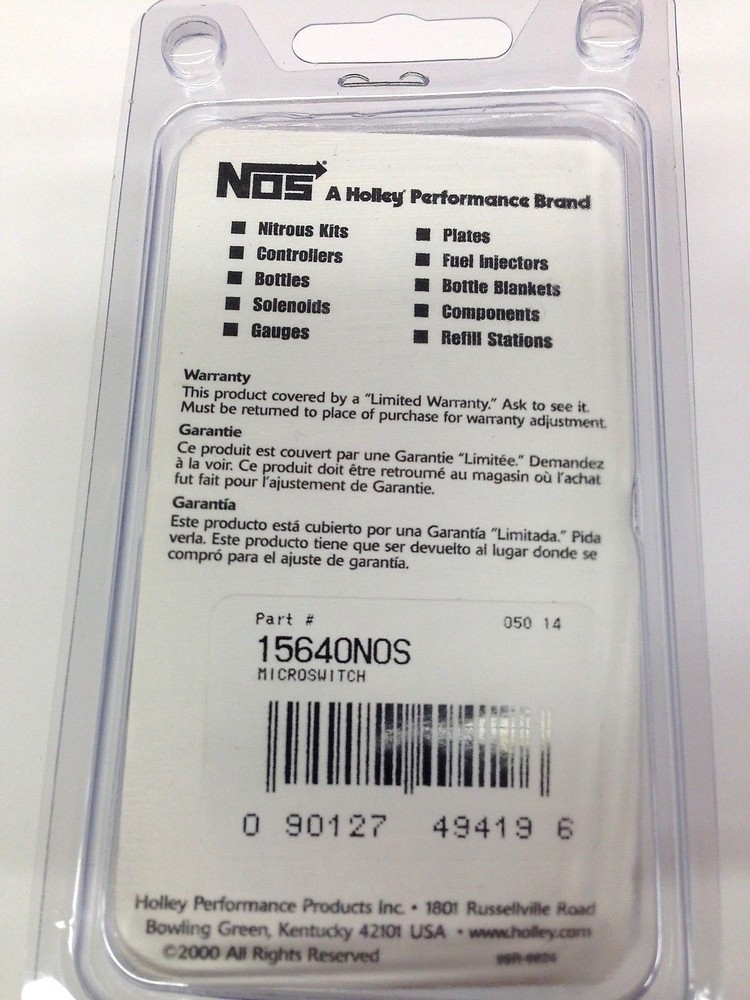 NOS® A Holley® Performance Brand
■ Nitrous Kits
■ Controllers
■ Bottles
■ Solenoids
■ Gauges
■ Plates
■ Fuel Injectors
■ Bottle Blankets
■ Components
■ Refill Stations
Warranty
This product covered by a “Limited Warranty.” Ask to see it.
Must be returned to place of purchase for warranty adjustment.
Garantie
Ce produit est couvert par une Garantie “Limitée.” Demandez
à la voir. Ce produit doit être retrourné au magasin où l’achat
fut fait pour l’ajustement de Garantie.
Garantía
Este producto está cubierto por una Garantía “Limitada.” Pida
verla. Este producto tiene que ser devuelto al lugar donde se
compró para el ajuste de garantía.
Part # 050 14
15640NOS
MICROSWITCH
0 90127 49419 6
Holley Performance Products Inc. • 1801 Russellville Road
Bowling Green, Kentucky 42101 USA • www.holley.com
©2000 All Rights Reserved